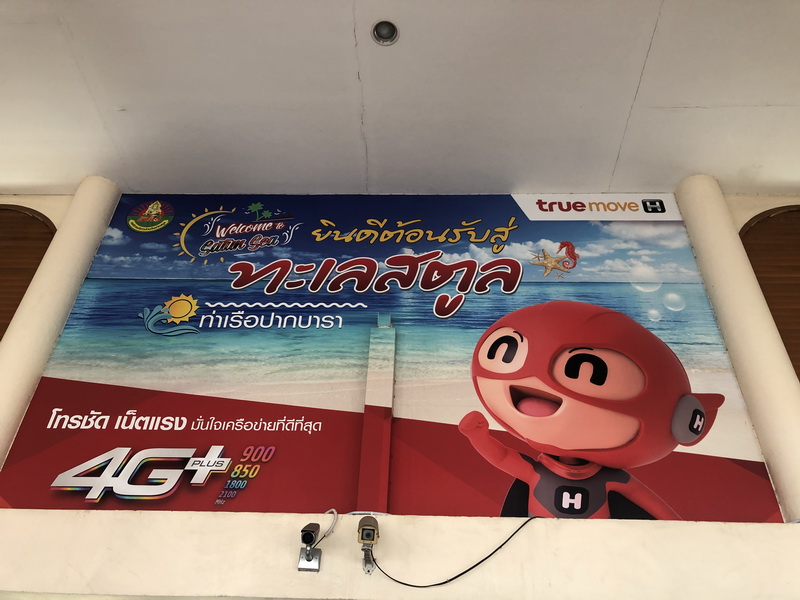 true move H
Welcome to
Satun Sea
ยินดีต้อนรับสู่
ทะเลสตูล
ท่าเรือปากบารา
โทรชัด เน็ตแรง มั่นใจเครือข่ายที่ดีที่สุด
4G+ PLUS
900
850
1800
2100
MHz
H
H